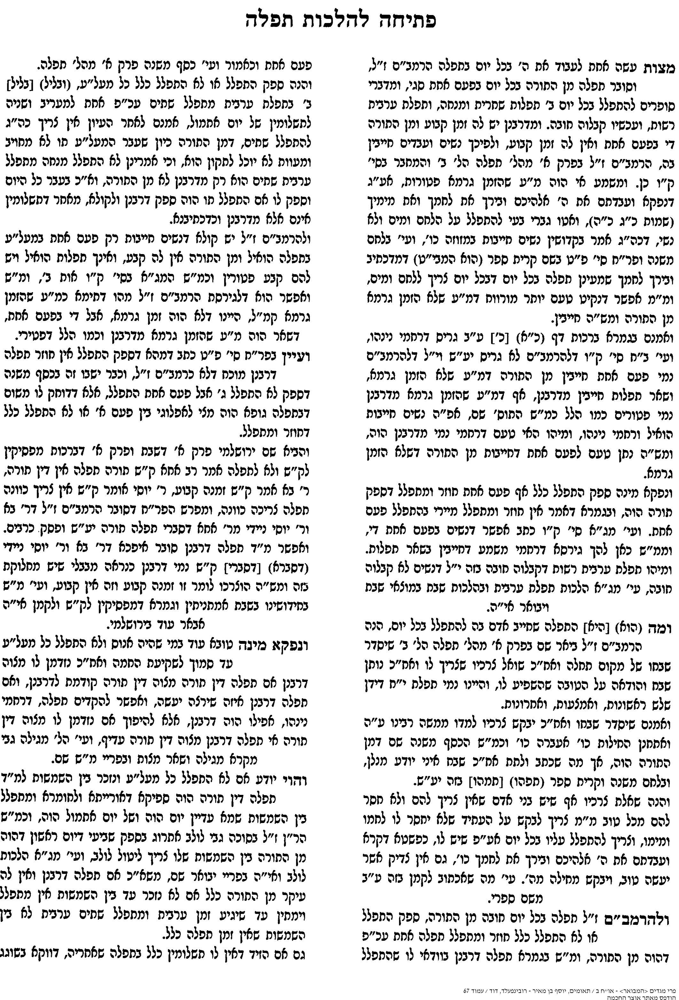 פתיחה להלכות תפלה
מצות עשה אחת לעבוד את ה' בכל יום בתפלה הרמב"ם ז"ל,
וסובר תפלה מן התורה בכל יום בפעם אחת סגי, ומדברי
סופרים להתפלל בכל יום ב' תפלות שחרית ומנחה, ותפלת ערבית
רשות, ועכשיו קבלוה חובה. ומדרבנן יש לה זמן קבוע ומן התורה
די בפעם אחת ואין לה זמן קבוע, ולפיכך נשים ועבדים חייבין
בה, הרמב"ם ז"ל בפרק א' מהל' תפלה הל' ב' והמחבר בסי'
ק"ו כן. ומשמע אי הוה מ"ע שהזמן גרמא פטורות, אע"ג
דנפקא ועבדתם את ה' אלהיכם ובירך את לחמך ואת מימיך
(שמות כ"ג כ"ה), ואטו גברי בעי להתפלל על הלחם ומים ולא
נשי, דכה"ג אמר בקדושין נשים חייבות במזוזה כו', ועי' בלחם
משנה ופר"ח סי' פ"ט בשם קרית ספר (הוא המבי"ט) דמדכתיב
ובירך לחמך שמעינן תפלה בכל יום דבכל יום צריך ללחם ומים,
ומ"מ אפשר דנקיט טעם יותר מורווח דמ"ע שלא הזמן גרמא
מן התורה ומש"ה חייבין.
ואמנם בגמרא ברכות דף (כ"א) [כ'] ע"ב גריס דרחמי נינהו,
ועי' ב"ח סי' ק"ו דלהרמב"ם לא גריס יע"ש וי"ל דלהרמב"ם
נמי פעם אחת חייבין מן התורה דמ"ע שלא הזמן גרמא,
ושאר תפלות חייבין מדרבנן, אף דמ"ע שהזמן גרמא מדרבנן
נמי פטורים כמו הלל כמ"ש התוס' שם, אפ"ה נשים חייבות
הואיל ורחמי נינהו, ומיהו האי טעם דרחמי נמי מדרבנן הוה,
ומש"ה נתן טעם לפעם אחת דחייבות מן התורה דשלא הזמן
גרמא.
ונפקא מינה ספק התפלל כלל אף פעם אחת חוזר ומתפלל דספק
תורה הוה, ובגמרא דאמר אין חוזר ומתפלל מיירי בהתפלל פעם
אחת. ועי' מג"א סי' ק"ו כתב אפשר דנשים בפעם אחת די,
וממ"ש כאן להך גירסא דרחמי משמע דחייבין בשאר תפלות.
ומיהו תפלת ערבית רשות דקבלוה חובה בזה י"ל דנשים לא קבלוה
חובה, עי' מג"א הלכות תפלת ערבית ובהלכות שבת במוצאי שבת
ויבואר אי"ה.
ומה (הוא) [היא] התפלה שחייב אדם בה להתפלל בכל יום, הנה
הרמב"ם ז"ל ביאר שם בפרק א' מהל' תפלה הל' ב' שיסדר
שבחו של מקום תחלה ואח"כ שואל צרכיו שצריך לו ואח"כ נותן
שבח והודאה על הטובה שהשפיע לו, והיינו נמי תפלת י"ח דידן
שלש ראשונות, ואמצעות, ואחרונות.
ואמנם שיסדר שבחו ואח"כ יבקש צרכיו למדו ממשה רבינו ע"ה
ואתחנן החילות כו' אעברה כו' וכמ"ש הכסף משנה שם דמן
התורה הוה, אך מה שכתב ולתת אח"כ שבח איני יודע מנלן,
ובלחם משנה וקרית ספר (תפהו) [תמהו] בזה יע"ש.
והנה שאלת צרכיו אף שיש בני אדם שאין צריך להם ולא חסר
להם מכל טוב מ"מ צריך לבקש על העתיד שלא יחסר לו לחמו
ומימו, וצריך להתפלל עליו בכל יום אע"פ שיש לו, כפשטא דקרא
ועבדתם את ה' אלהיכם ובירך את לחמך כו', גם אין צדיק אשר
יעשה טוב, ויבקש מחילה מה'. עי' מה שאכתוב לקמן בזה ע"ב
משם ספרי.
ולהרמב"ם ז"ל תפלה בכל יום חובה מן התורה, ספק התפלל
או לא התפלל כלל חוזר ומתפלל תפלה אחת עכ"פ
דהוה מן התורה, ומ"ש בגמרא תפלה דרבנן בוודאי לו שהתפלל
פעם אחת וכאמור ועי' כסף משנה פרק א' מהל' תפלה.
והנה ספק התפלל או לא התפלל כלל כל מעל"ע, (ובליל) [בליל]
ב' בתפלת ערבית מתפלל שתים עכ"פ אחת למעריב ושניה
לתשלומין של יום אתמול, אמנם לאחר העיון אין צריך כה"ג
להתפלל שתים, דמן התורה כיון שעבר המעל"ע תו לא מחויב
ומעוות לא יוכל לתקון הוא, וכי אמרינן לא התפלל מנחה מתפלל
ערבית שתים הוא רק מדרבנן לא מן התורה, וא"כ בעבר כל היום
וספק לו אם התפלל תו הוה ספק דרבנן ולקולא, מאחר דתשלומין
אינם אלא מדרבנן וכדכתיבנא.
ולהרמב"ם ז"ל יש קולא דנשים חייבות רק פעם אחת במעל"ע
בתפלה הואיל ומן התורה אין לה קבע, ואינך תפלות הואיל ויש
להם קבע פטורין וכמ"ש המג"א בסי' ק"ו אות ב', ומ"ש
ואפשר הוא דלגירסת הרמב"ם ז"ל מהו דתימא כמ"ע שהזמן
גרמא קמ"ל, היינו דלא הוה זמן גרמא, אבל די בפעם אחת,
דשאר הוה מ"ע שהזמן גרמא מדרבנן וכמו הלל דפטירי.
ועיין בפר"ח סי' פ"ט כתב דמהא דספק התפלל אין חוזר תפלה
דרבנן מוכח דלא כרמב"ם ז"ל, וכבר ישבו זה בכסף משנה
דספק לא התפלל ג' אבל פעם אחת התפלל, אלא דדוחק לו משום
דבתפלה גופא הוה מצי לאפלוגי בין פעם א' או לא התפלל כלל
דחוזר ומתפלל.
והביא שם ירושלמי פרק א' דשבת ופרק א' דברכות מפסיקין
לק"ש ולא לתפלה אמר רב אחא ק"ש תורה תפלה אין דין תורה,
ר' בא אמר ק"ש זמנה קבוע, ר' יוסי אומר ק"ש אין צריך כוונה
תפלה צריכה כוונה, ומפרש הפר"ח דסובר הרמב"ם ז"ל דר' בא
ור' יוסי ניידי מר' אחא דסברי תפלה תורה יע"ש ופסק כרבים.
ואפשר מ"ד תפלה דרבנן סובר איפכא דר' בא ור' יוסי ניידי
(דסברא) [דסברי] ק"ש נמי דרבנן כנראה מבבלי שיש מחלוקת
בזה ומש"ה הוצרכו לומר זו זמנה קבוע וזה אין קבוע, ועי' מ"ש
בחידושינו בשבת אמתניתין וגמרא דמפסיקין לק"ש ולקמן אי"ה
אבאר עוד בירושלמי.
ונפקא מינה טובא עוד במי שהיה אנוס ולא התפלל כל מעל"ע
עד סמוך לשקיעת החמה ואח"כ נזדמן לו מצוה
דרבנן אם תפלה דין תורה מצוה דין תורה קודמת לדרבנן, ואם
תפלה דרבנן איזה שירצה יעשה, ואפשר להקדים תפלה, דרחמי
נינהו, אפילו הוה דרבנן, אלא להיפוך אם נזדמן לו מצוה דין
תורה אי תפלה דרבנן מצוה דין תורה עדיף, ועי' הל' מגילה גבי
מקרא מגילה ושאר מצות ובפריי מ"ש שם.
והוי יודע אם לא התפלל כל מעל"ע ונזכר בין השמשות למ"ד
תפלה דין תורה הוה ספיקא דאורייתא ולחומרא ומתפלל
בין השמשות שמא עדיין יום הוה ושל יום אתמול הוה, וכמ"ש
הר"ן ז"ל בסוכה גבי לולב אתרוג בספק שביעי דיום ראשון דהוה
מן התורה בין השמשות שלו צריך ליטול לולב, ועי' מג"א הלכות
לולב ואי"ה בפריי יבואר שם, משא"כ אם תפלה דרבנן ואין לה
עיקר מן התורה כלל אם לא נזכר עד בין השמשות אין מתפלל
וימתין עד שיגיע זמן ערבית ומתפלל שתים ערבית לא בין
השמשות שאין זמן תפלה כלל.
גם אם הזיד דאין לו תשלומין כלל בתפלה שאחריה, דווקא בשוגג
פרי מגדים <המבואר> - או"ח ב / תאומים, יוסף בן מאיר - רובינפעלד, דוד / עמוד 67
הודפס מאתר אוצר החכמה